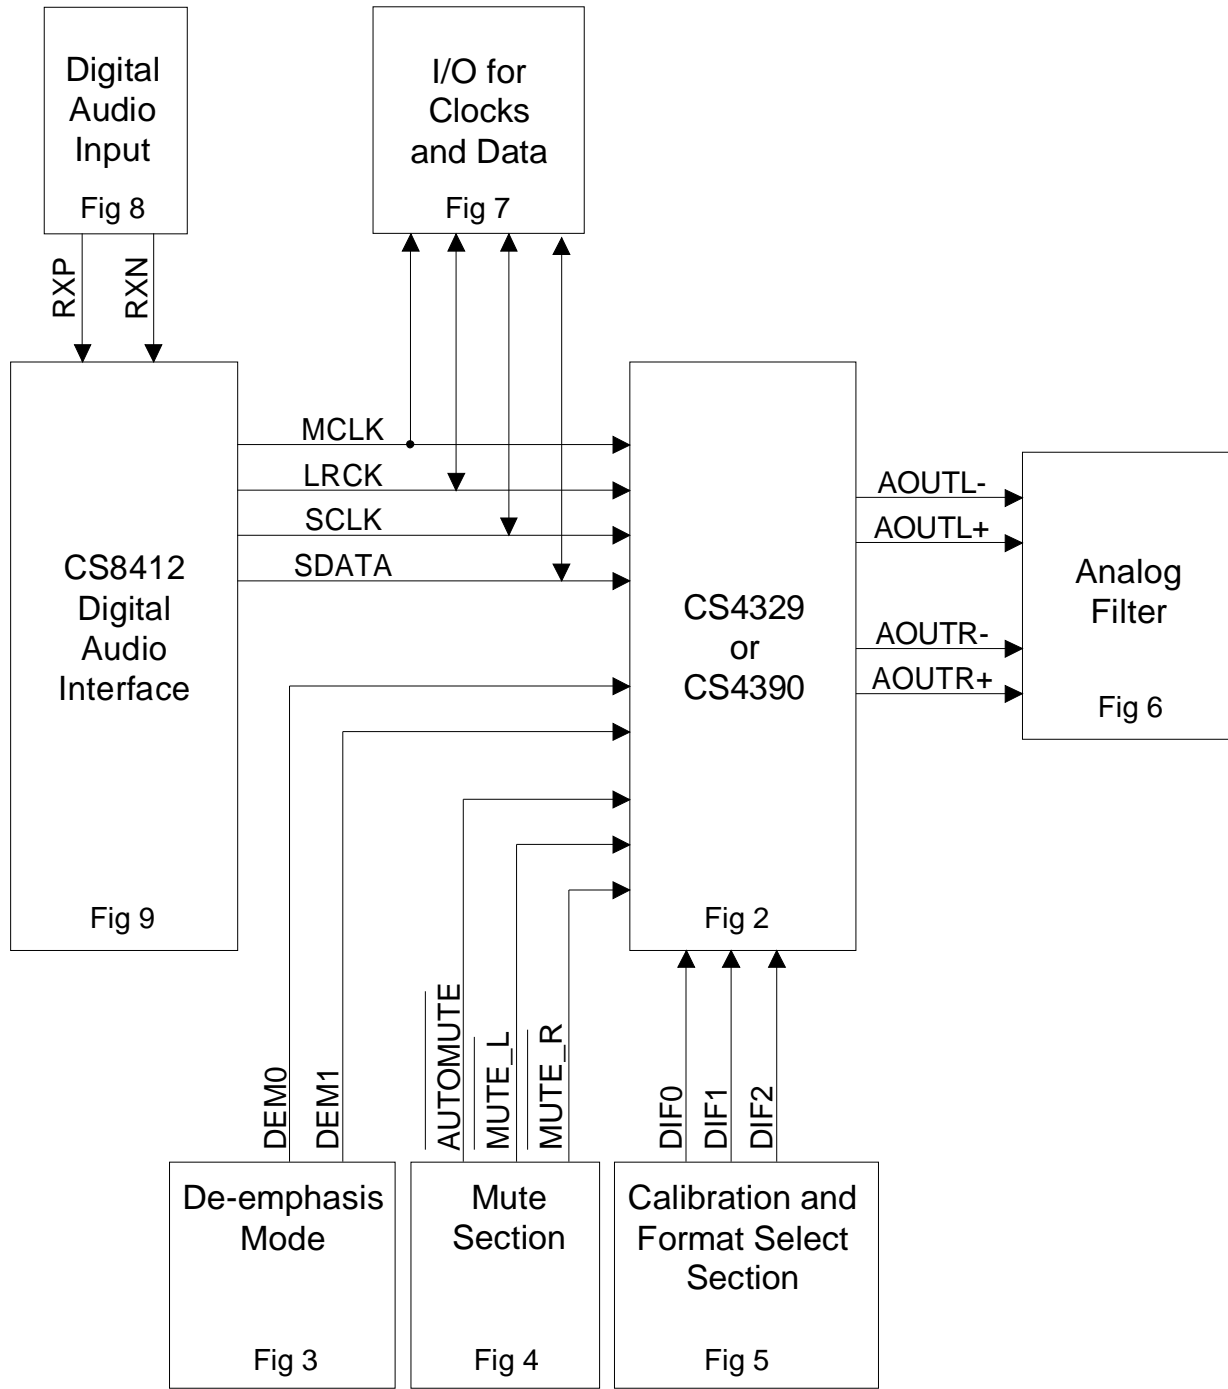 Digital
Audio
Input
Fig 8
I/O for
Clocks
and Data
Fig 7
RXP
RXN
MCLK
LRCK
SCLK
SDATA
CS8412
Digital
Audio
Interface
Fig 9
CS4329
or
CS4390
Fig 2
AOUTL-
AOUTL+
AOUTR-
AOUTR+
Analog
Filter
Fig 6
DEM0
DEM1
AUTOMUTE
MUTE_L
MUTE_R
DIF0
DIF1
DIF2
De-emphasis
Mode
Fig 3
Mute
Section
Fig 4
Calibration and
Format Select
Section
Fig 5